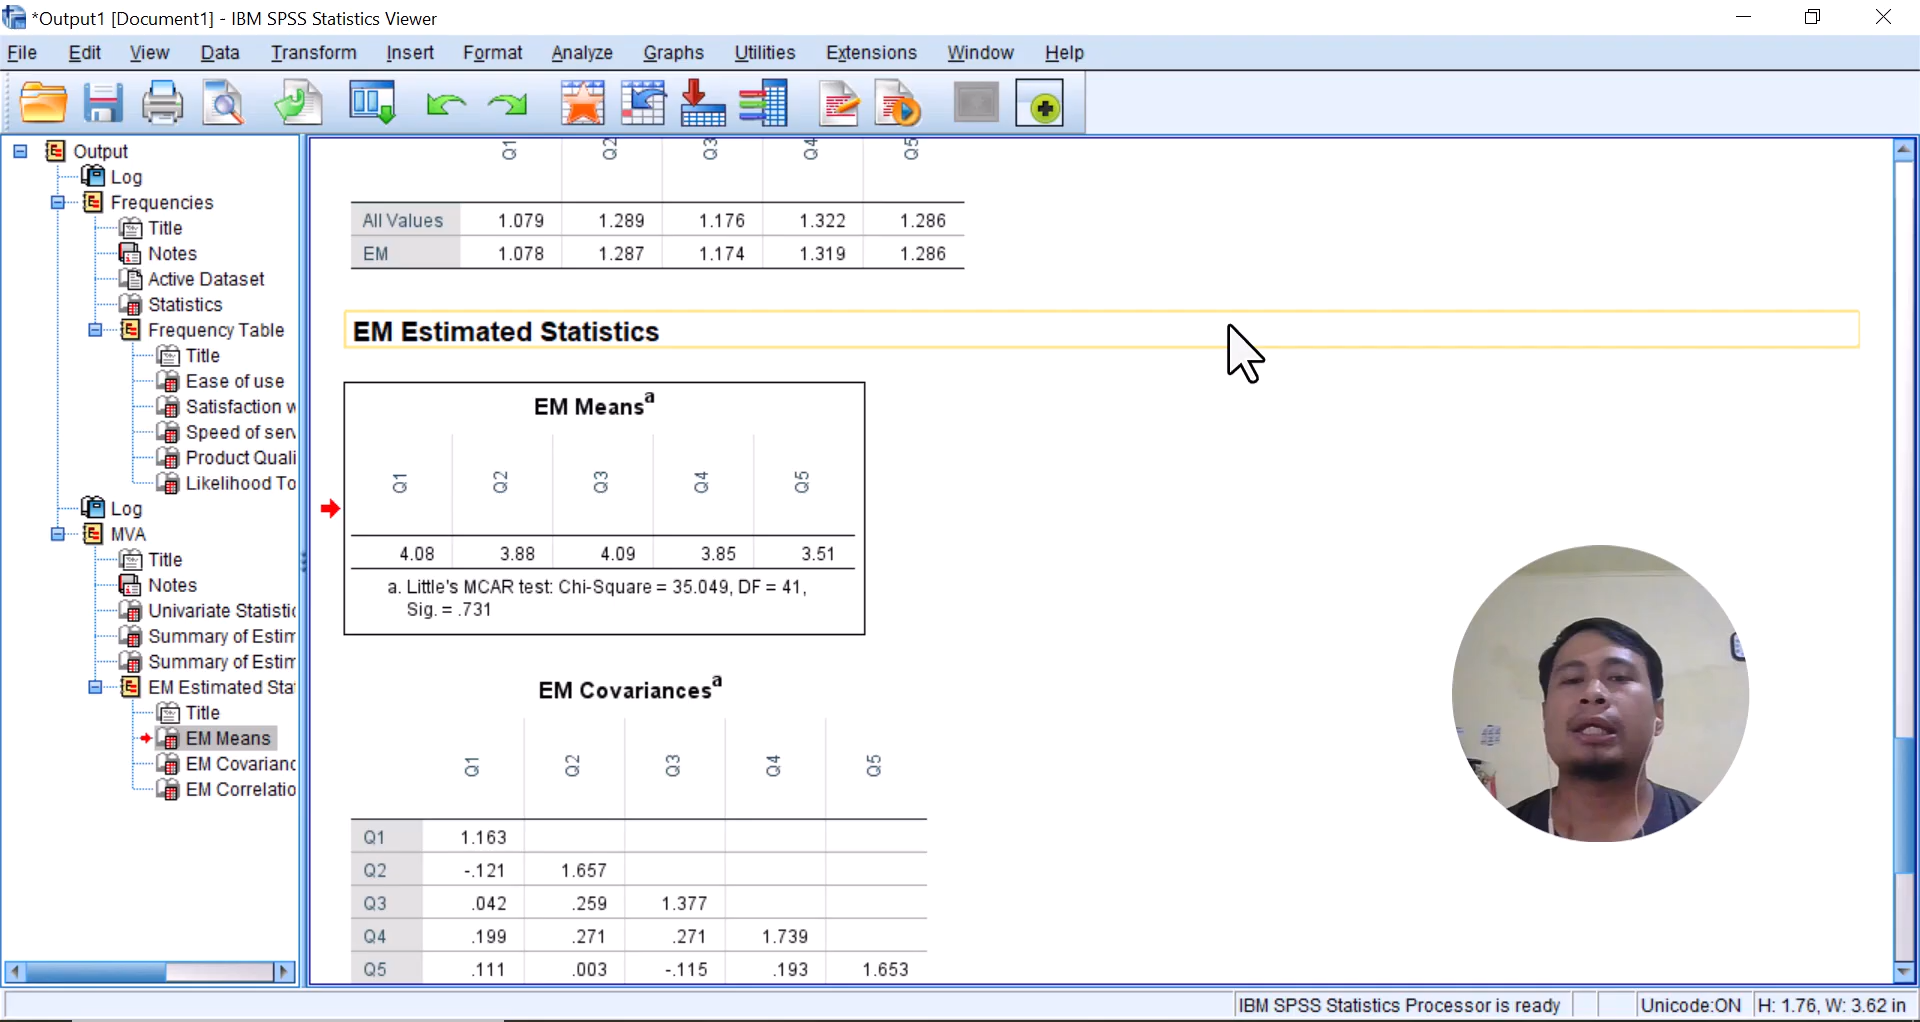 *Output1 [Document1] - IBM SPSS Statistics Viewer
File Edit View Data Transform Insert Format Analyze Graphs Utilities Extensions Window Help
Output
Log
Frequencies
Title
Notes
Active Dataset
Statistics
Frequency Table
Title
Ease of use
Satisfaction w
Speed of serv
Product Quali
Likelihood To
Log
MVA
Title
Notes
Univariate Statistic
Summary of Estim
Summary of Estim
EM Estimated Stat
Title
EM Means
EM Covarianc
EM Correlatio
Q1 Q2 Q3 Q4 Q5
All Values 1.079 1.289 1.176 1.322 1.286
EM 1.078 1.287 1.174 1.319 1.286
EM Estimated Statistics
EM Meansᵃ
Q1 Q2 Q3 Q4 Q5
4.08 3.88 4.09 3.85 3.51
a. Little's MCAR test: Chi-Square = 35.049, DF = 41,
Sig. = .731
EM Covariancesᵃ
Q1 Q2 Q3 Q4 Q5
Q1 1.163
Q2 -.121 1.657
Q3 .042 .259 1.377
Q4 .199 .271 .271 1.739
Q5 .111 .003 -.115 .193 1.653
IBM SPSS Statistics Processor is ready Unicode:ON H: 1.76, W: 3.62 in